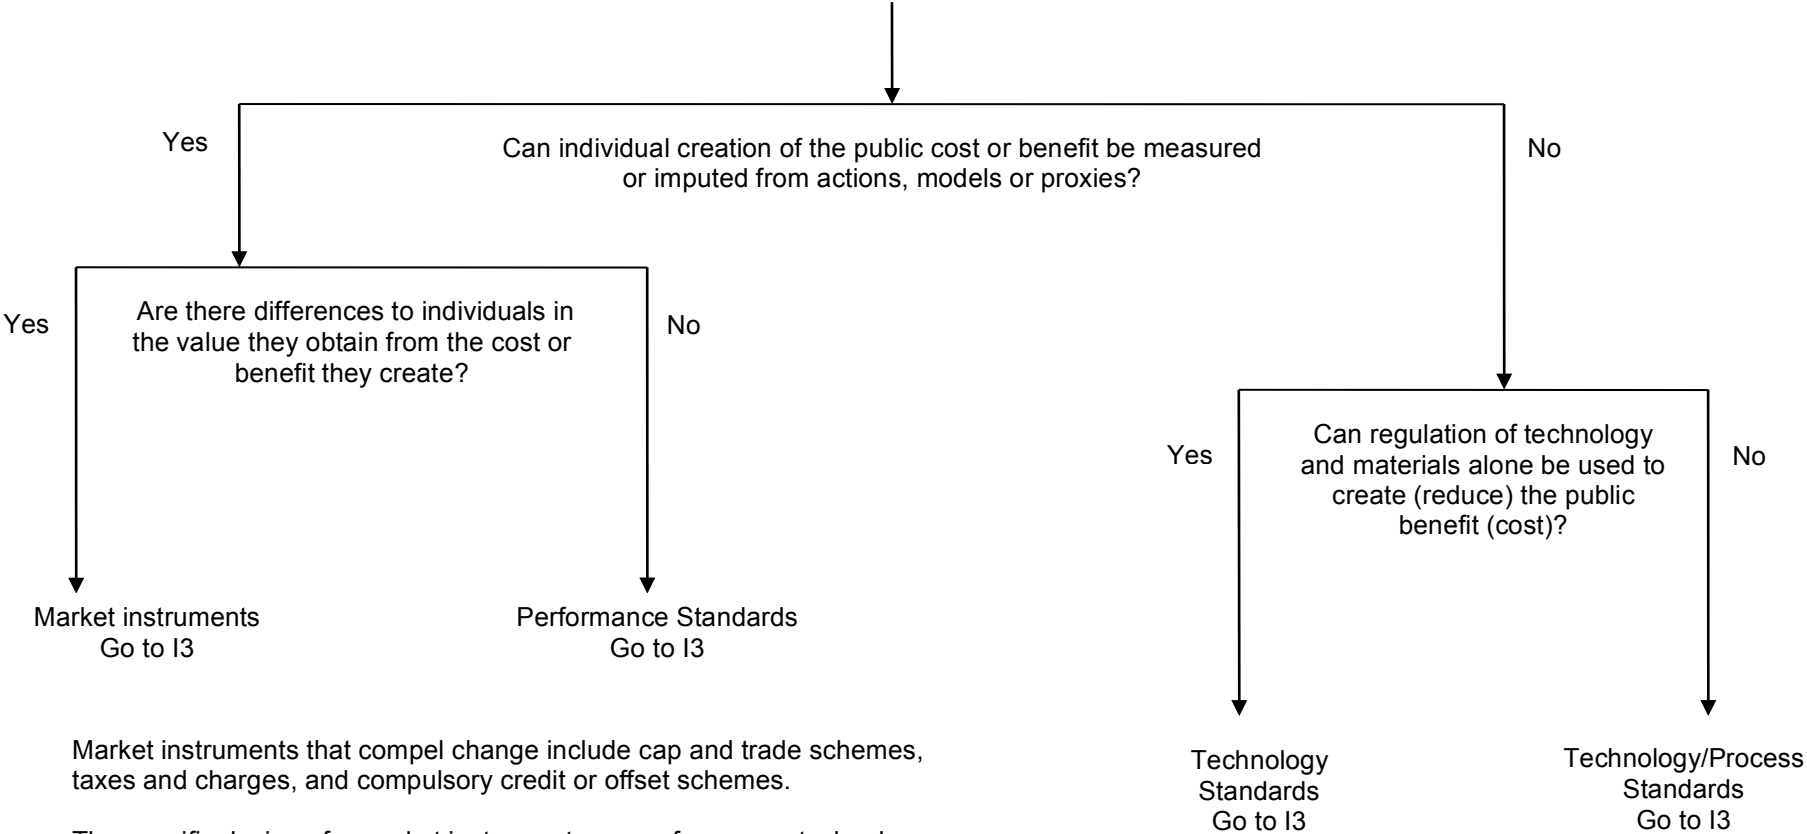 Yes
Can individual creation of the public cost or benefit be measured
or imputed from actions, models or proxies?
No
Yes
Are there differences to individuals in
the value they obtain from the cost or
benefit they create?
No
Yes
Can regulation of technology
and materials alone be used to
create (reduce) the public
benefit (cost)?
No
Market instruments
Go to I3
Performance Standards
Go to I3
Technology
Standards
Go to I3
Technology/Process
Standards
Go to I3
Market instruments that compel change include cap and trade schemes,
taxes and charges, and compulsory credit or offset schemes.